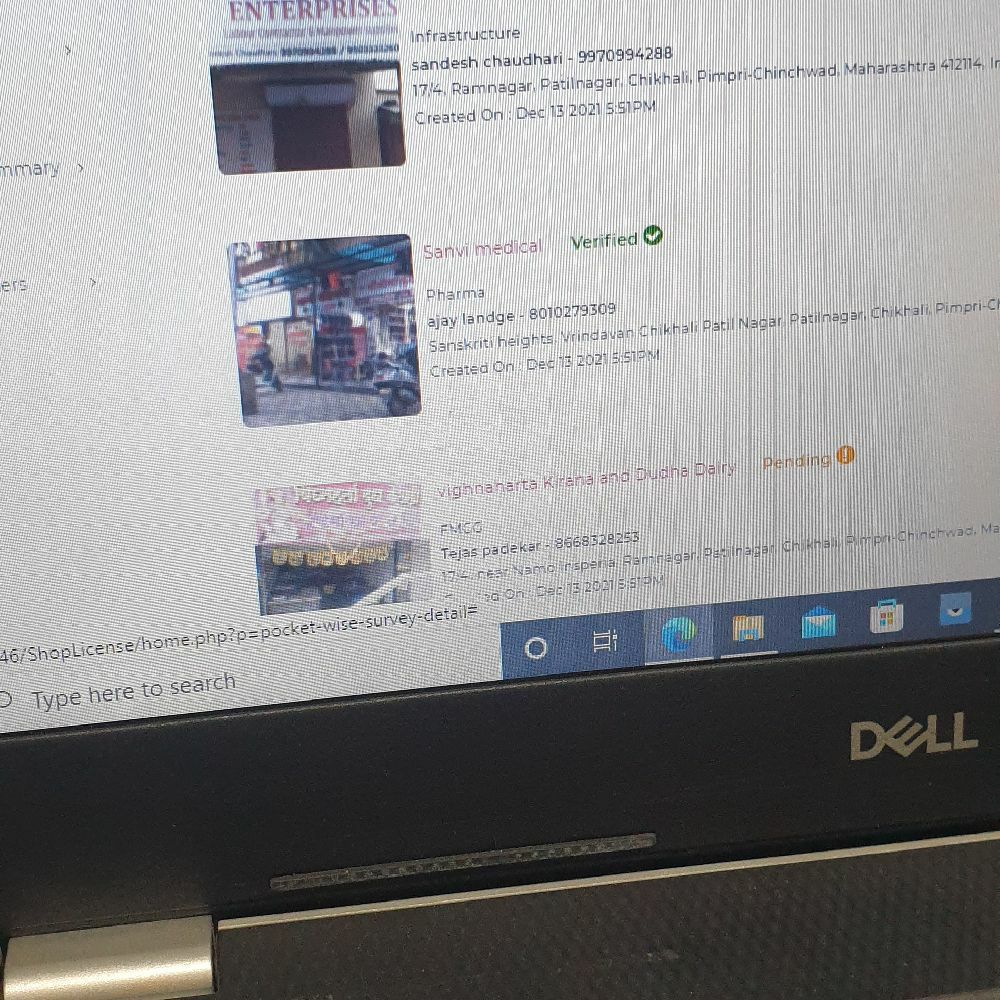 ENTERPRISES
Infrastructure
sandesh chaudhari - 9970994288
17/4, Ramnagar, Patilnagar, Chikhali, Pimpri-Chinchwad, Maharashtra 412114, In
Created On : Dec 13 2021 5:51PM
mmary >
Sanvi medical Verified
ers >
Pharma
ajay landge - 8010279309
Sanskriti heights, Vrindavan, Chikhali Patil Nagar, Patilnagar, Chikhali, Pimpri-Ch
Created On : Dec 13 2021 5:51PM
vighnaharta Kirana and Dudha Dairy Pending
FMCG
Tejas padekar - 8668328253
17/4, near Namo Insperia, Ramnagar, Patilnagar, Chikhali, Pimpri-Chinchwad, Ma
ed On : Dec 13 2021 5:51PM
46/ShopLicense/home.php?p=pocket-wise-survey-detail=
Type here to search
DELL